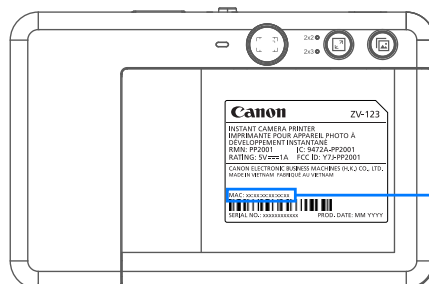 2x2
2x3
Canon ZV-123
INSTANT CAMERA PRINTER
IMPRIMANTE POUR APPAREIL PHOTO À
DÉVELOPPEMENT INSTANTANÉ
RMN: PP2001 IC: 9472A-PP2001
RATING: 5V⎓1A FCC ID: Y7J-PP2001
CANON ELECTRONIC BUSINESS MACHINES (H.K.) CO., LTD.
MADE IN VIETNAM FABRIQUÉ AU VIETNAM
MAC: xx:xx:xx:xx:xx:xx
SERIAL NO.: xxxxxxxxxxxx PROD. DATE: MM YYYY